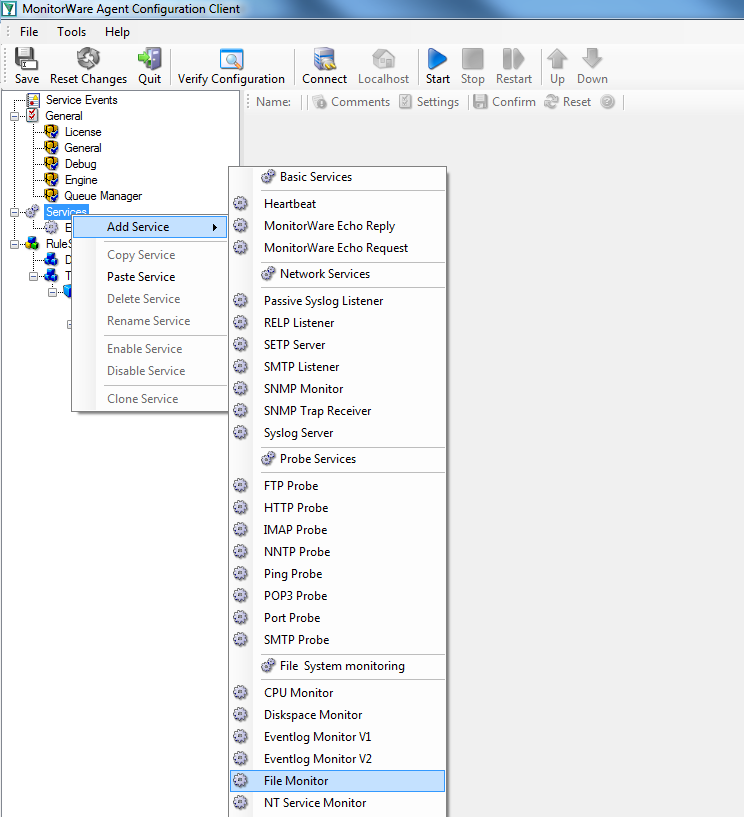 MonitorWare Agent Configuration Client
File Tools Help
Save Reset Changes Quit Verify Configuration Connect Localhost Start Stop Restart Up Down
Name: Comments Settings Confirm Reset
Service Events
General
License
General
Debug
Engine
Queue Manager
Services
E
RuleS
D
T
Add Service
Copy Service
Paste Service
Delete Service
Rename Service
Enable Service
Disable Service
Clone Service
Basic Services
Heartbeat
MonitorWare Echo Reply
MonitorWare Echo Request
Network Services
Passive Syslog Listener
RELP Listener
SETP Server
SMTP Listener
SNMP Monitor
SNMP Trap Receiver
Syslog Server
Probe Services
FTP Probe
HTTP Probe
IMAP Probe
NNTP Probe
Ping Probe
POP3 Probe
Port Probe
SMTP Probe
File System monitoring
CPU Monitor
Diskspace Monitor
Eventlog Monitor V1
Eventlog Monitor V2
File Monitor
NT Service Monitor